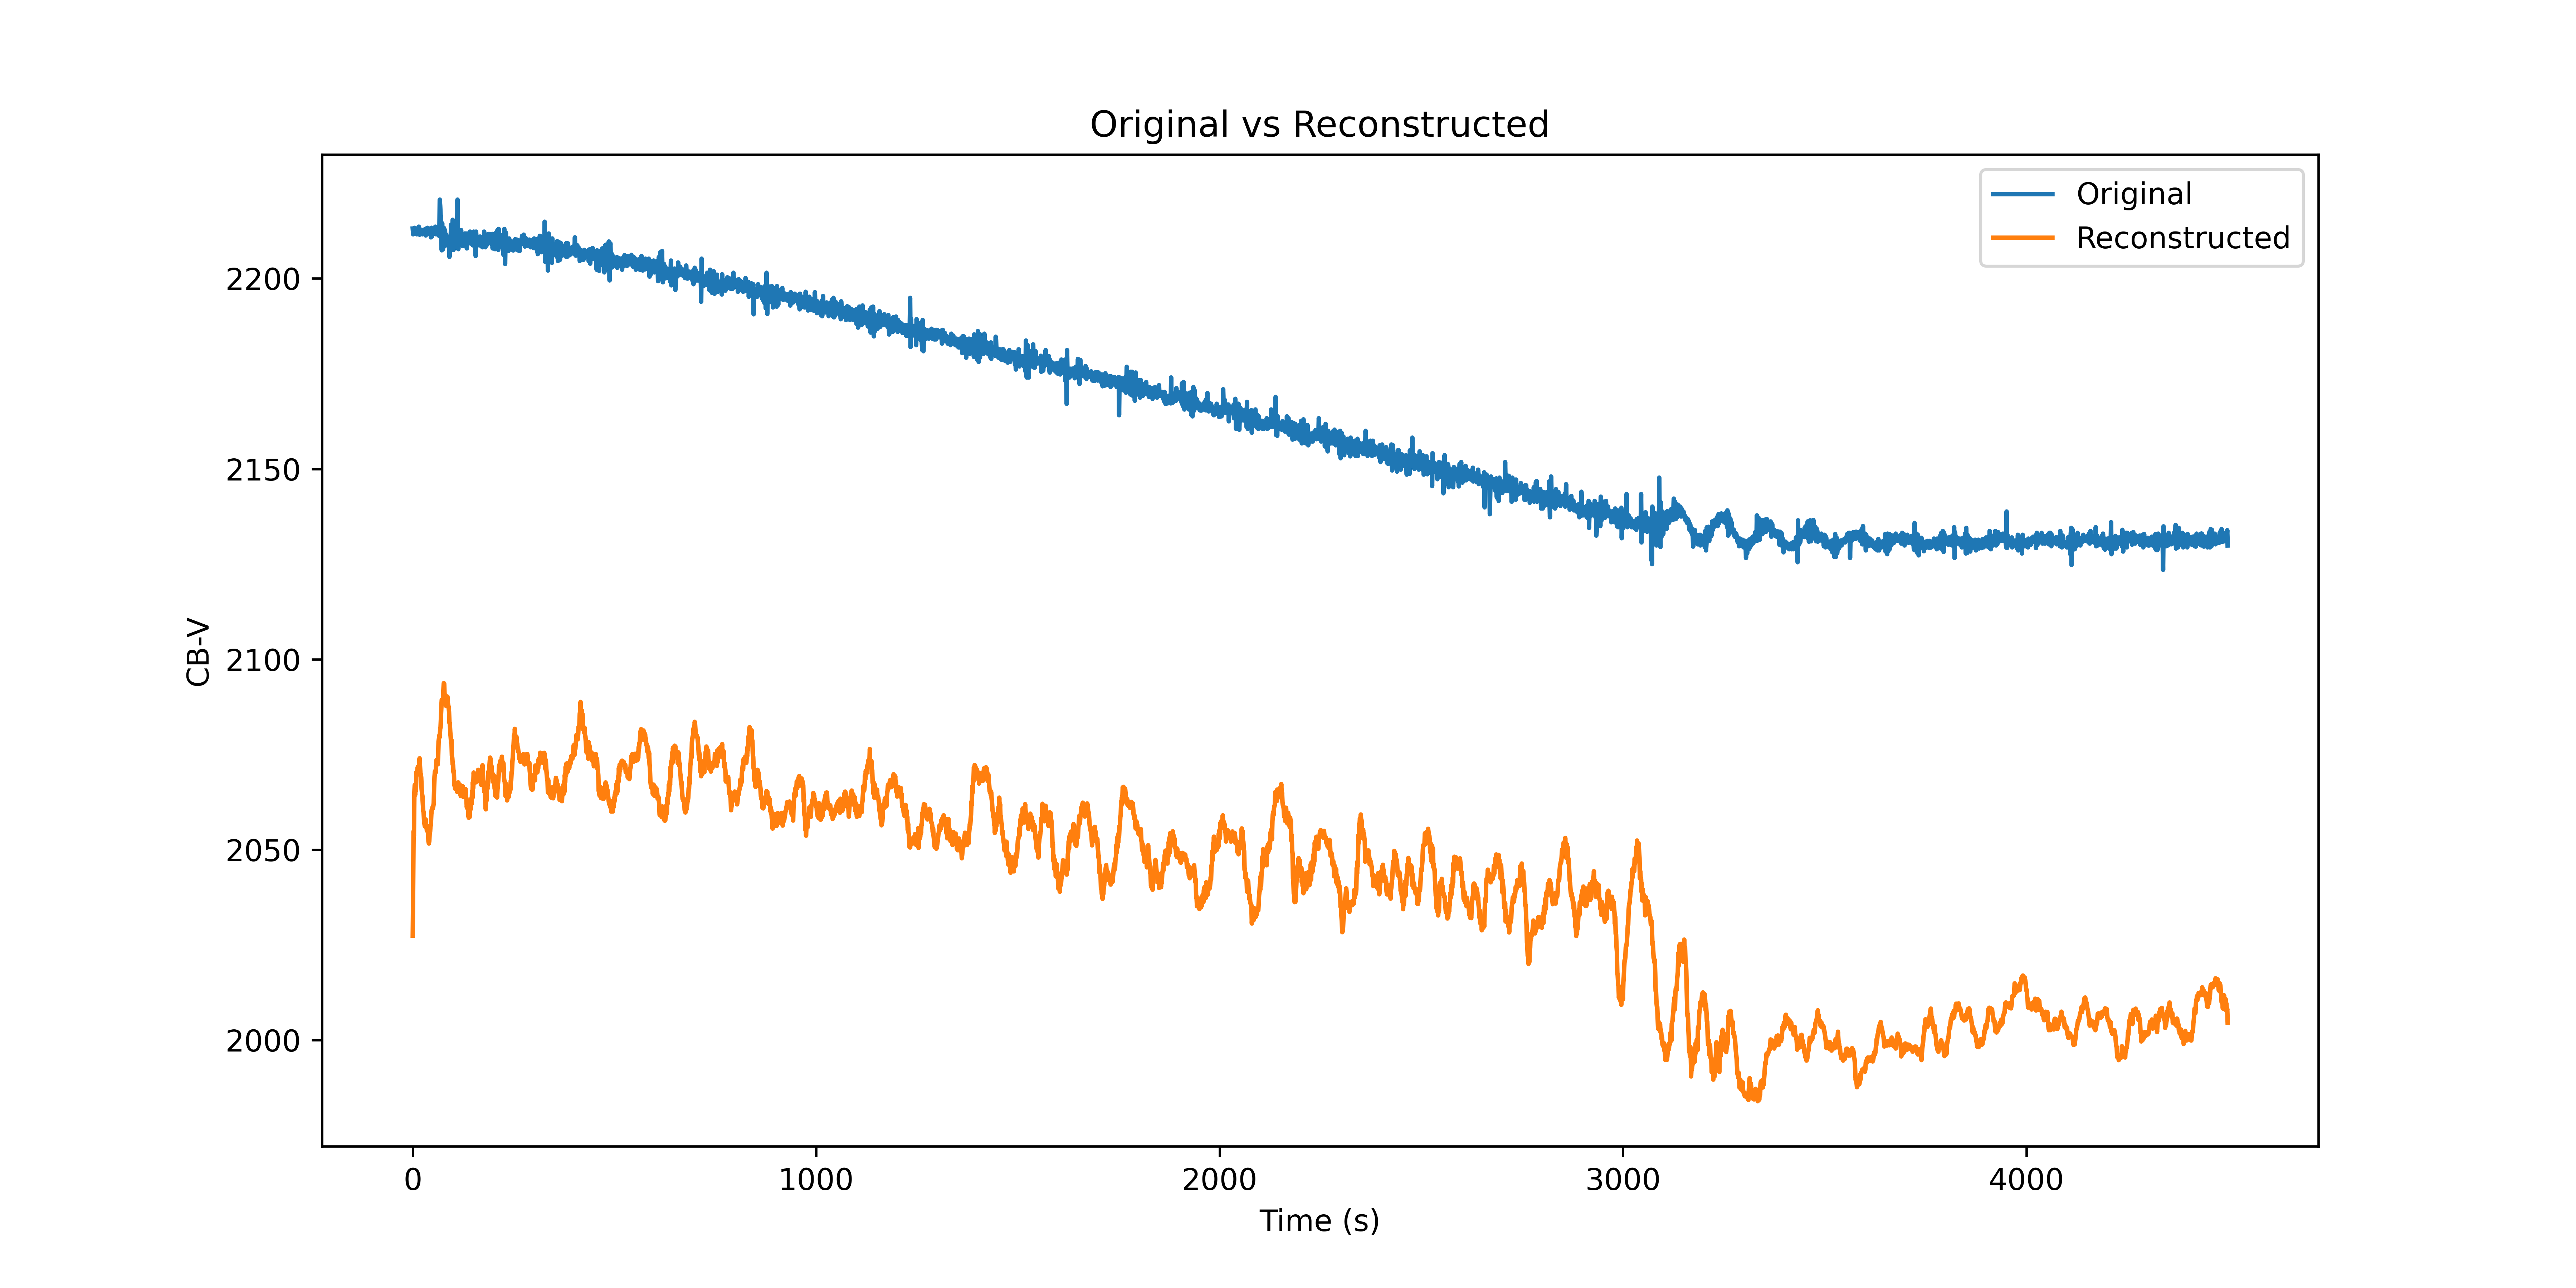 Original vs Reconstructed
Original
Reconstructed
2200
2150
2100
2050
2000
CB-V
0 1000 2000 3000 4000
Time (s)